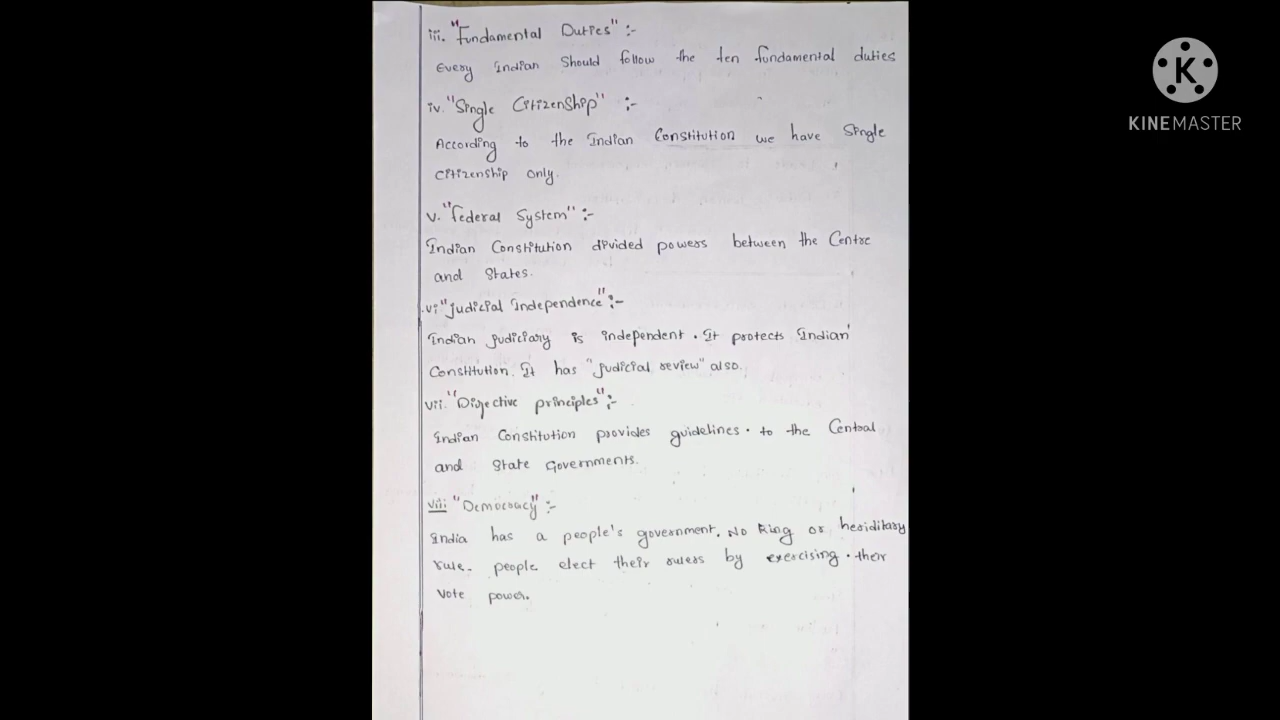 iii. "Fundamental Duties" :-
Every Indian Should follow the ten fundamental duties
iv. "Single Citizenship" :-
According to the Indian Constitution we have Single
Citizenship only.
v. "Federal System" :-
Indian Constitution divided powers between the Centre
and States.
vi "Judicial Independence" :-
Indian judiciary is independent. It protects Indian
Constitution. It has "judicial review" also.
vii. "Directive principles" :-
Indian Constitution provides guidelines. to the Central
and State Governments.
viii "Democracy" :-
India has a people's government. No King or heriditary
rule. people elect their rulers by exercising. their
Vote power.
K
KINEMASTER